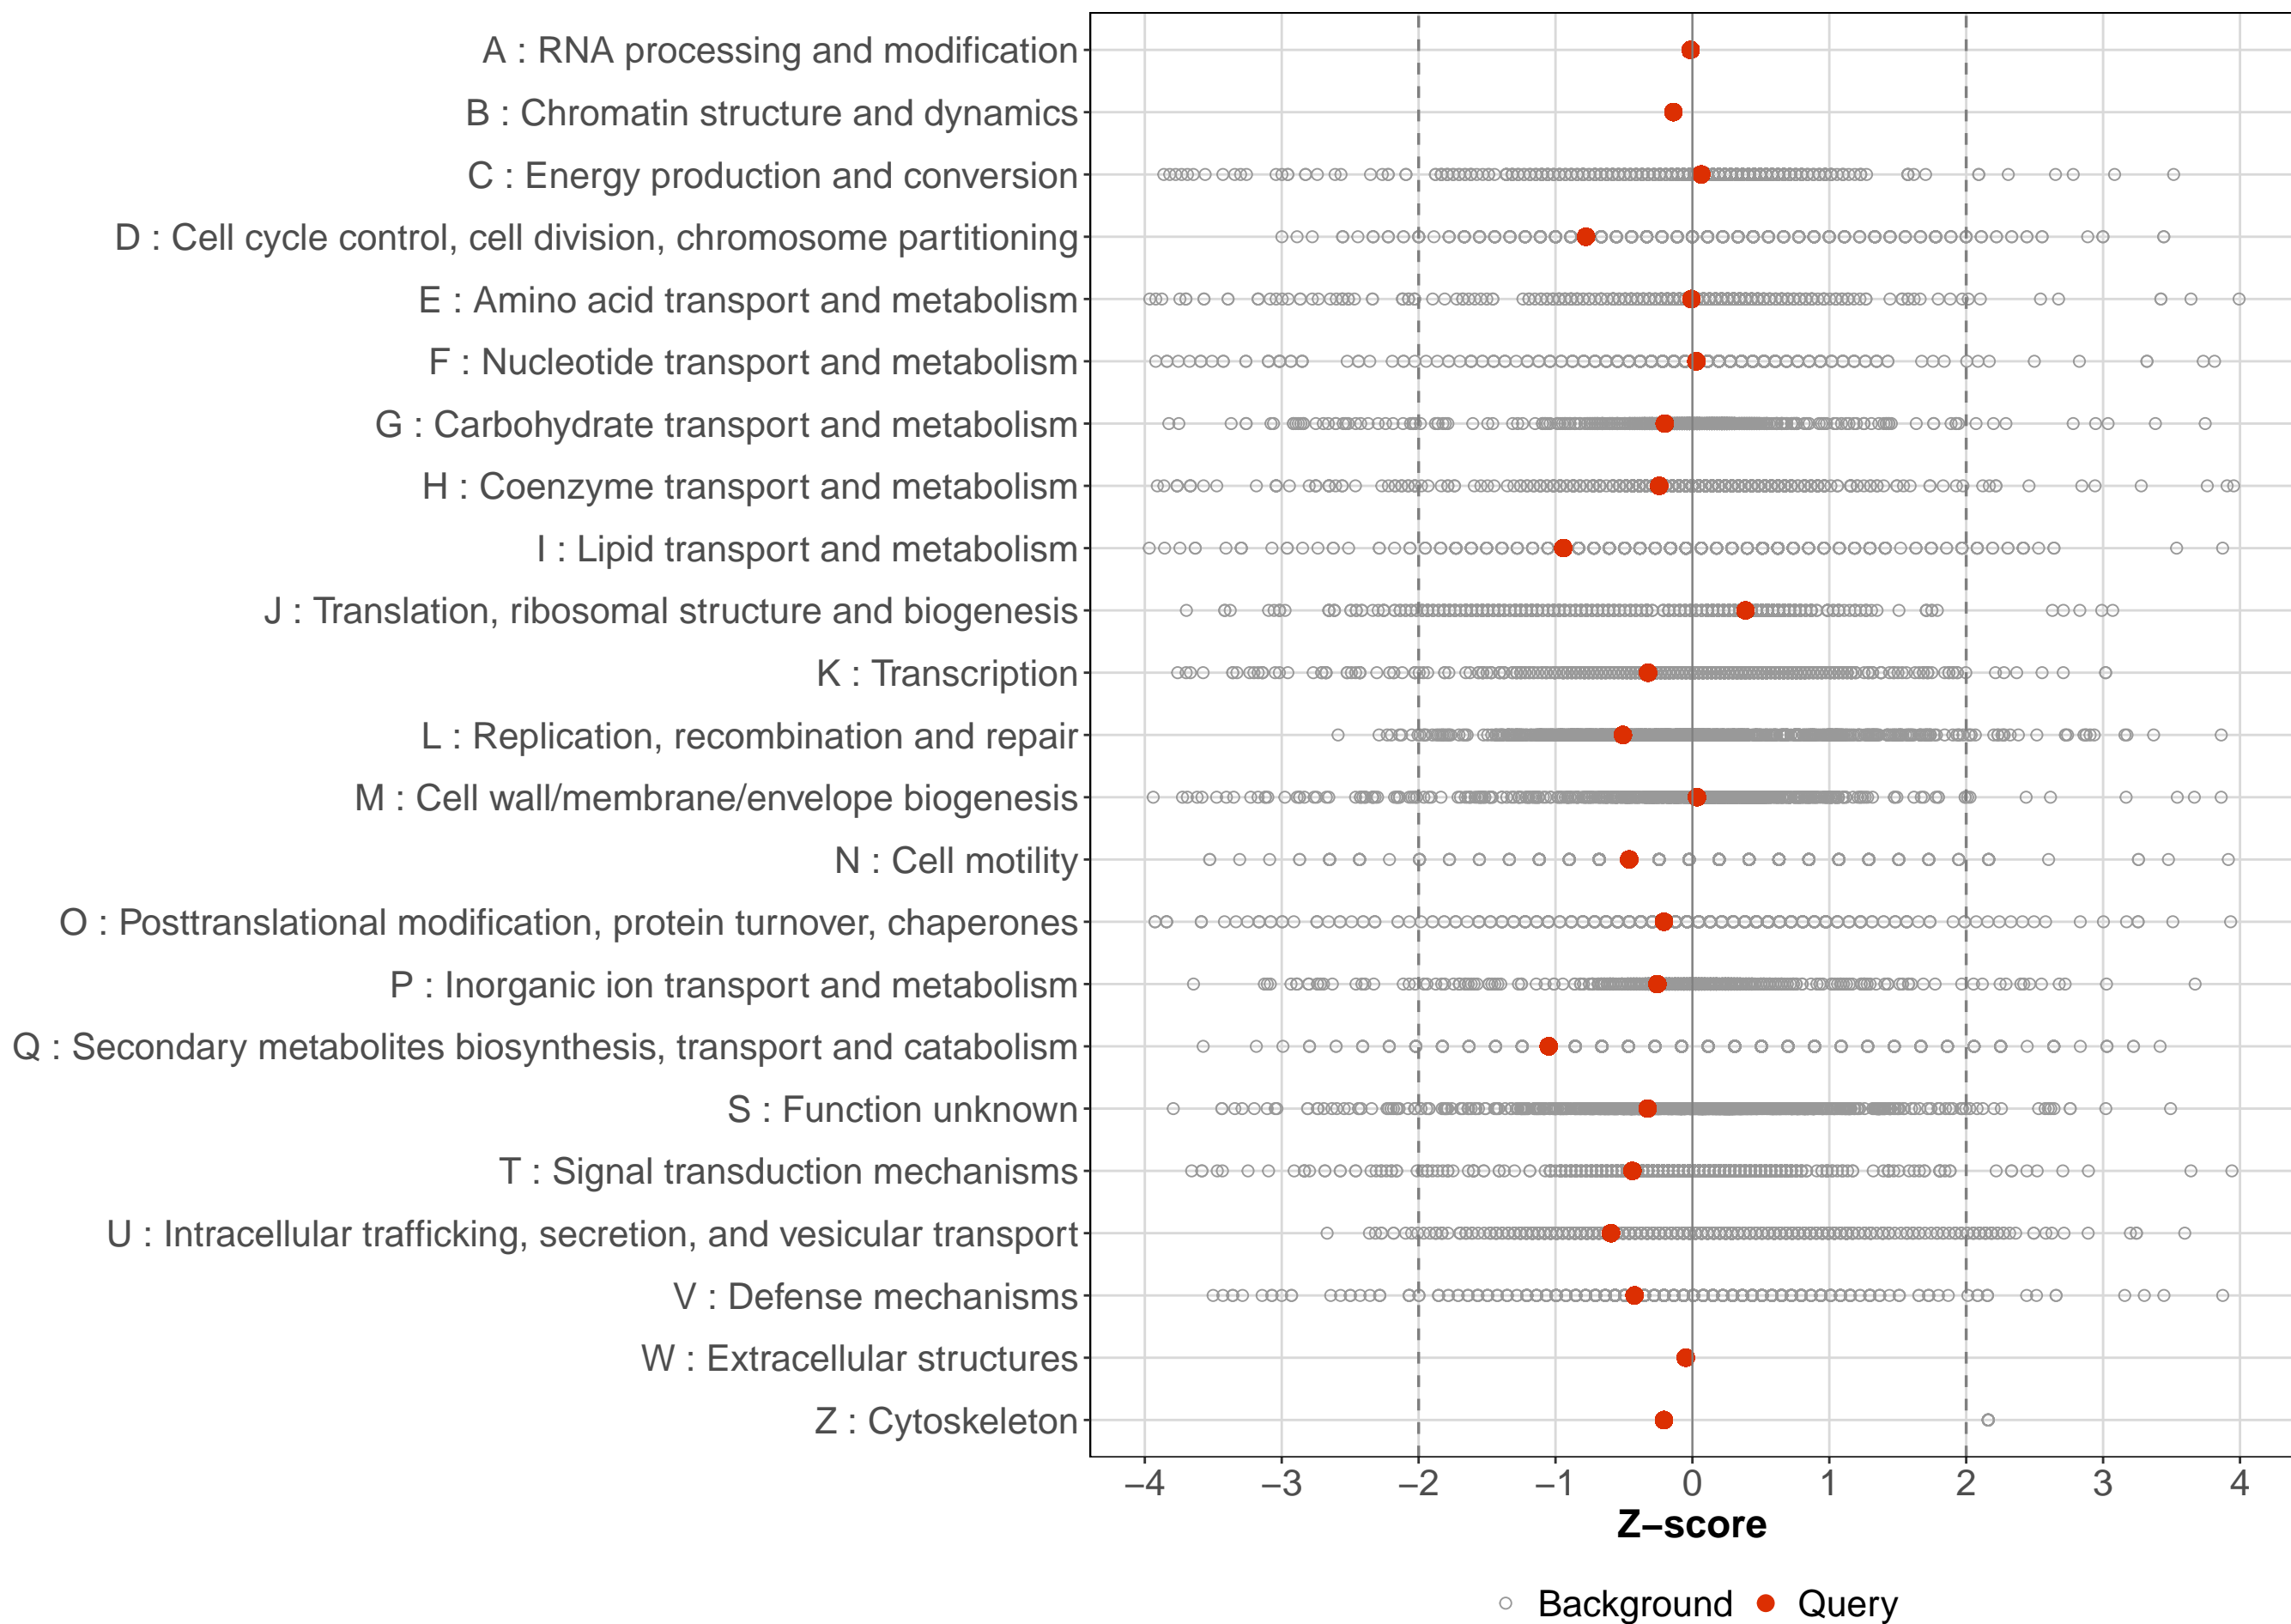 A : RNA processing and modification
B : Chromatin structure and dynamics
C : Energy production and conversion
D : Cell cycle control, cell division, chromosome partitioning
E : Amino acid transport and metabolism
F : Nucleotide transport and metabolism
G : Carbohydrate transport and metabolism
H : Coenzyme transport and metabolism
I : Lipid transport and metabolism
J : Translation, ribosomal structure and biogenesis
K : Transcription
L : Replication, recombination and repair
M : Cell wall/membrane/envelope biogenesis
N : Cell motility
O : Posttranslational modification, protein turnover, chaperones
P : Inorganic ion transport and metabolism
Q : Secondary metabolites biosynthesis, transport and catabolism
S : Function unknown
T : Signal transduction mechanisms
U : Intracellular trafficking, secretion, and vesicular transport
V : Defense mechanisms
W : Extracellular structures
Z : Cytoskeleton
−4 −3 −2 −1 0 1 2 3 4
Z−score
Background Query